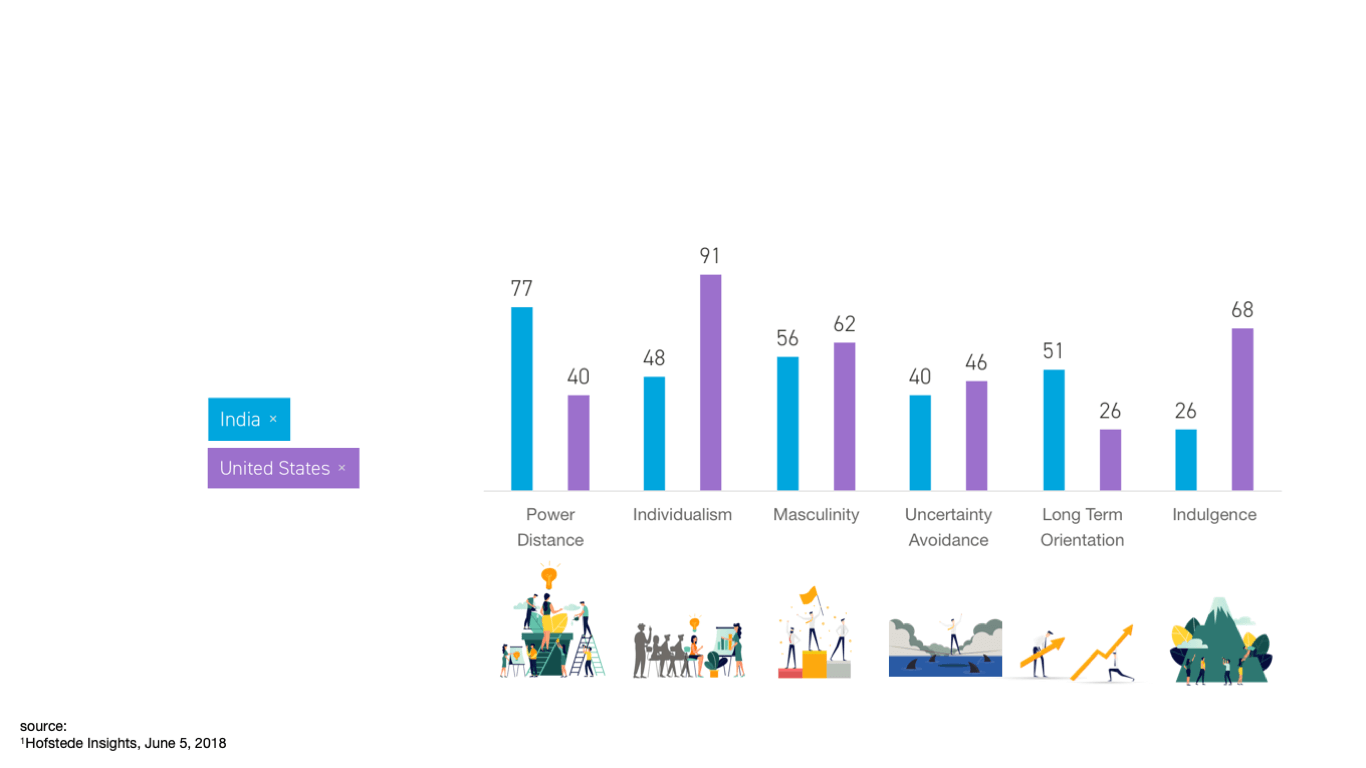 91
77
68
62
56
51
48
46
40
40
26
26
India ×
United States ×
Power
Distance
Individualism
Masculinity
Uncertainty
Avoidance
Long Term
Orientation
Indulgence
source:
¹Hofstede Insights, June 5, 2018